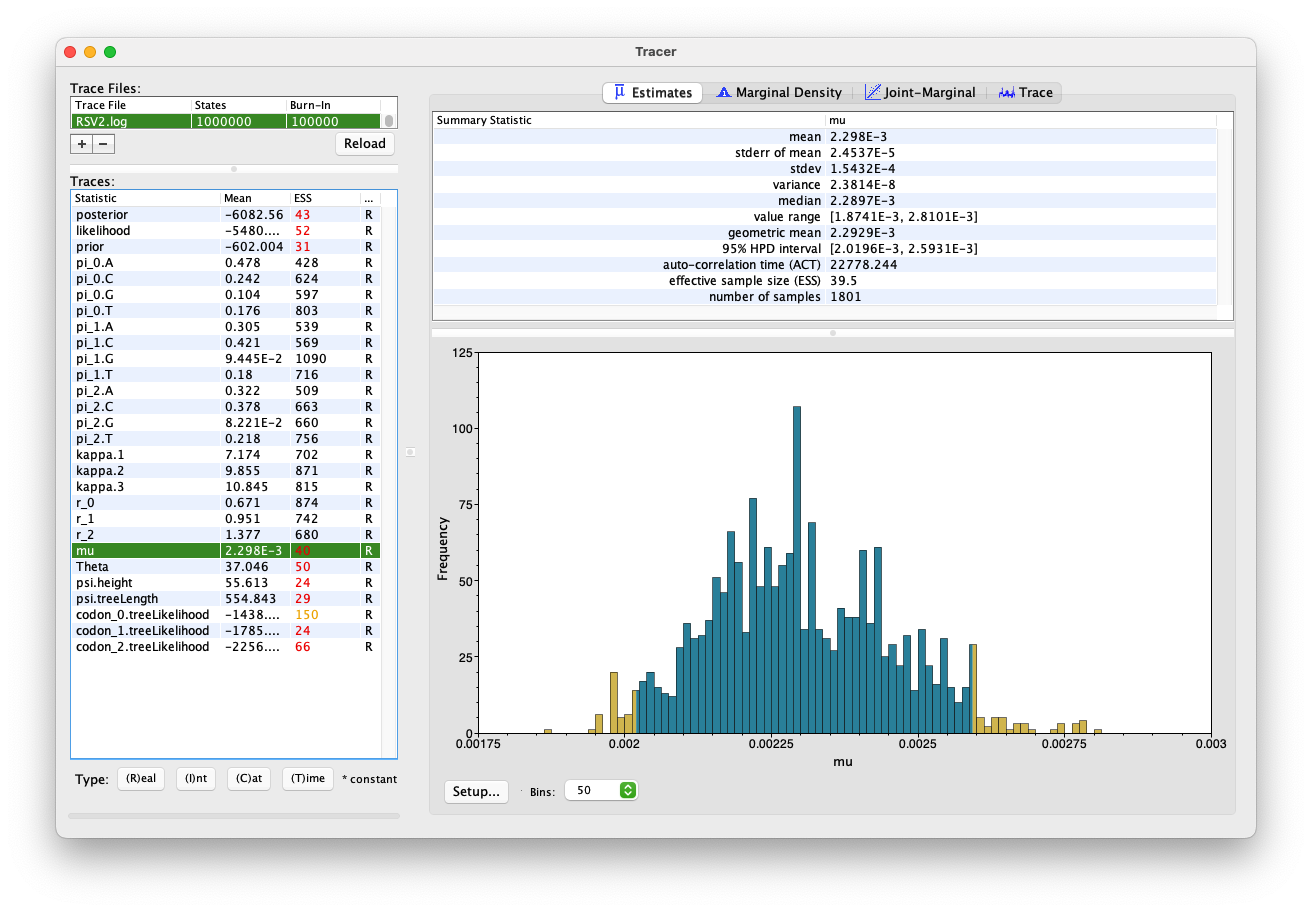 Tracer
Trace Files:
Trace File States Burn-In
RSV2.log 1000000 100000
+ − Reload
Traces:
Statistic Mean ESS ...
posterior -6082.56 43 R
likelihood -5480.... 52 R
prior -602.004 31 R
pi_0.A 0.478 428 R
pi_0.C 0.242 624 R
pi_0.G 0.104 597 R
pi_0.T 0.176 803 R
pi_1.A 0.305 539 R
pi_1.C 0.421 569 R
pi_1.G 9.445E-2 1090 R
pi_1.T 0.18 716 R
pi_2.A 0.322 509 R
pi_2.C 0.378 663 R
pi_2.G 8.221E-2 660 R
pi_2.T 0.218 756 R
kappa.1 7.174 702 R
kappa.2 9.855 871 R
kappa.3 10.845 815 R
r_0 0.671 874 R
r_1 0.951 742 R
r_2 1.377 680 R
mu 2.298E-3 40 R
Theta 37.046 50 R
psi.height 55.613 24 R
psi.treeLength 554.843 29 R
codon_0.treeLikelihood -1438.... 150 R
codon_1.treeLikelihood -1785.... 24 R
codon_2.treeLikelihood -2256.... 66 R
Type: (R)eal (I)nt (C)at (T)ime * constant
μ Estimates Marginal Density Joint-Marginal Trace
Summary Statistic mu
mean 2.298E-3
stderr of mean 2.4537E-5
stdev 1.5432E-4
variance 2.3814E-8
median 2.2897E-3
value range [1.8741E-3, 2.8101E-3]
geometric mean 2.2929E-3
95% HPD interval [2.0196E-3, 2.5931E-3]
auto-correlation time (ACT) 22778.244
effective sample size (ESS) 39.5
number of samples 1801
125
100
75
50
25
0
Frequency
0.00175 0.002 0.00225 0.0025 0.00275 0.003
mu
Setup... Bins: 50